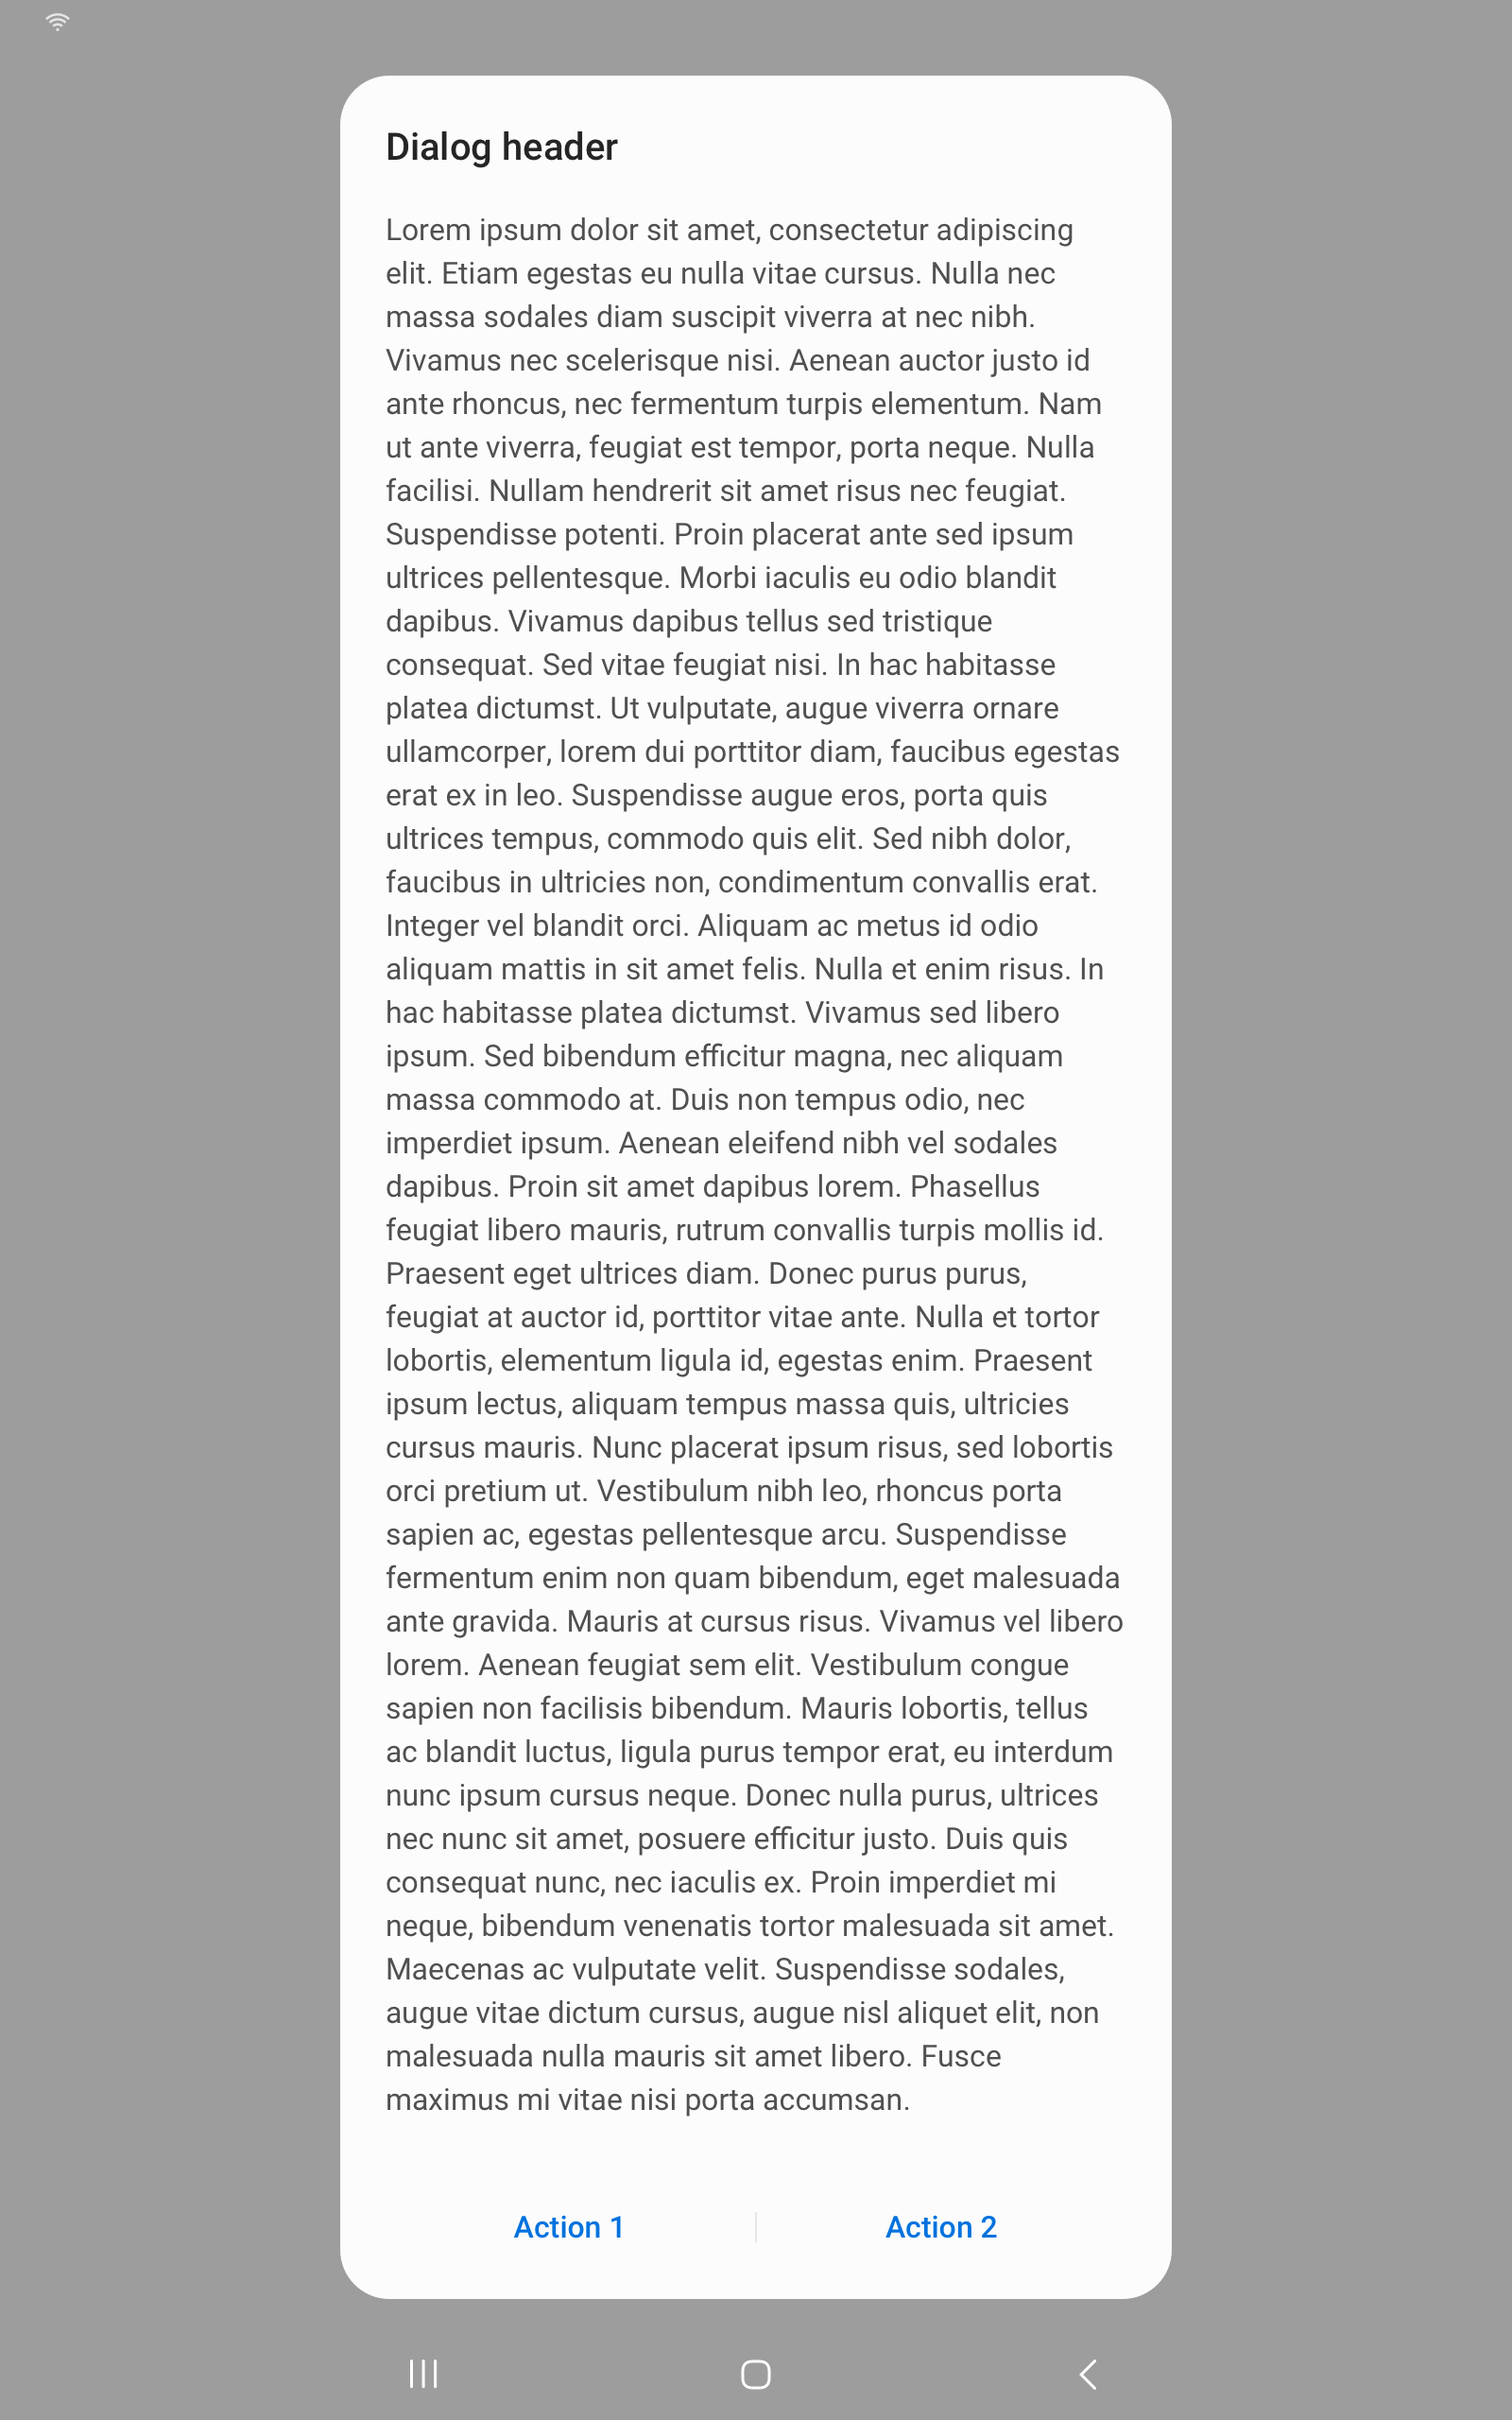 Dialog header
Lorem ipsum dolor sit amet, consectetur adipiscing
elit. Etiam egestas eu nulla vitae cursus. Nulla nec
massa sodales diam suscipit viverra at nec nibh.
Vivamus nec scelerisque nisi. Aenean auctor justo id
ante rhoncus, nec fermentum turpis elementum. Nam
ut ante viverra, feugiat est tempor, porta neque. Nulla
facilisi. Nullam hendrerit sit amet risus nec feugiat.
Suspendisse potenti. Proin placerat ante sed ipsum
ultrices pellentesque. Morbi iaculis eu odio blandit
dapibus. Vivamus dapibus tellus sed tristique
consequat. Sed vitae feugiat nisi. In hac habitasse
platea dictumst. Ut vulputate, augue viverra ornare
ullamcorper, lorem dui porttitor diam, faucibus egestas
erat ex in leo. Suspendisse augue eros, porta quis
ultrices tempus, commodo quis elit. Sed nibh dolor,
faucibus in ultricies non, condimentum convallis erat.
Integer vel blandit orci. Aliquam ac metus id odio
aliquam mattis in sit amet felis. Nulla et enim risus. In
hac habitasse platea dictumst. Vivamus sed libero
ipsum. Sed bibendum efficitur magna, nec aliquam
massa commodo at. Duis non tempus odio, nec
imperdiet ipsum. Aenean eleifend nibh vel sodales
dapibus. Proin sit amet dapibus lorem. Phasellus
feugiat libero mauris, rutrum convallis turpis mollis id.
Praesent eget ultrices diam. Donec purus purus,
feugiat at auctor id, porttitor vitae ante. Nulla et tortor
lobortis, elementum ligula id, egestas enim. Praesent
ipsum lectus, aliquam tempus massa quis, ultricies
cursus mauris. Nunc placerat ipsum risus, sed lobortis
orci pretium ut. Vestibulum nibh leo, rhoncus porta
sapien ac, egestas pellentesque arcu. Suspendisse
fermentum enim non quam bibendum, eget malesuada
ante gravida. Mauris at cursus risus. Vivamus vel libero
lorem. Aenean feugiat sem elit. Vestibulum congue
sapien non facilisis bibendum. Mauris lobortis, tellus
ac blandit luctus, ligula purus tempor erat, eu interdum
nunc ipsum cursus neque. Donec nulla purus, ultrices
nec nunc sit amet, posuere efficitur justo. Duis quis
consequat nunc, nec iaculis ex. Proin imperdiet mi
neque, bibendum venenatis tortor malesuada sit amet.
Maecenas ac vulputate velit. Suspendisse sodales,
augue vitae dictum cursus, augue nisl aliquet elit, non
malesuada nulla mauris sit amet libero. Fusce
maximus mi vitae nisi porta accumsan.
Action 1
Action 2